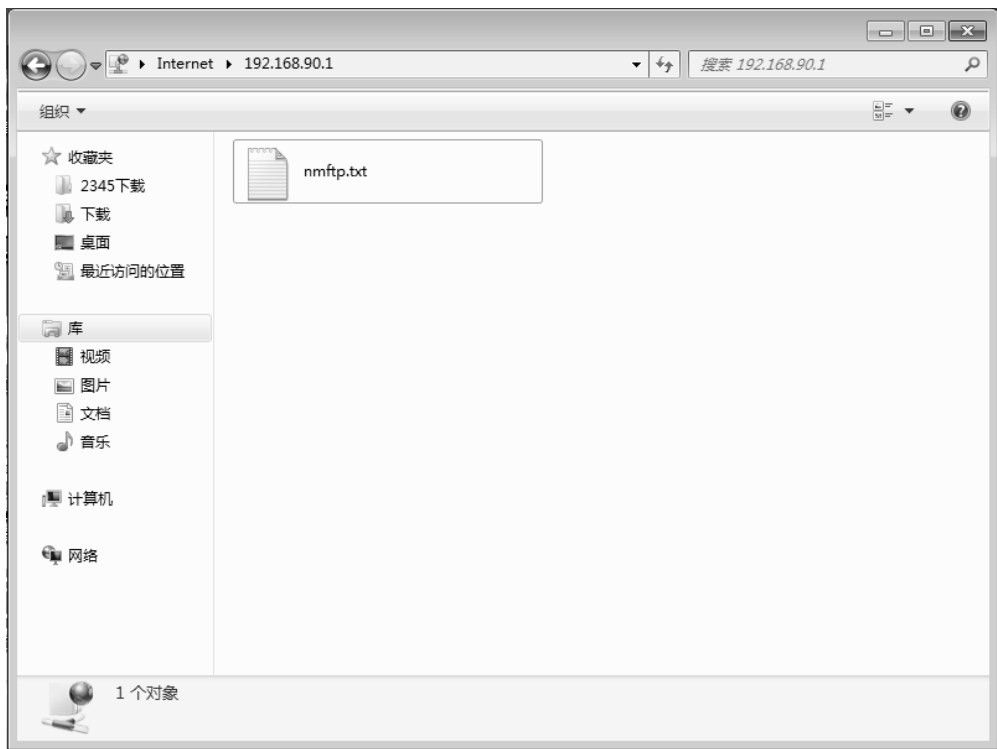 Internet 192.168.90.1
搜索 192.168.90.1
组织
收藏夹
2345下载
下载
桌面
最近访问的位置
库
视频
图片
文档
音乐
计算机
网络
nmftp.txt
1 个对象